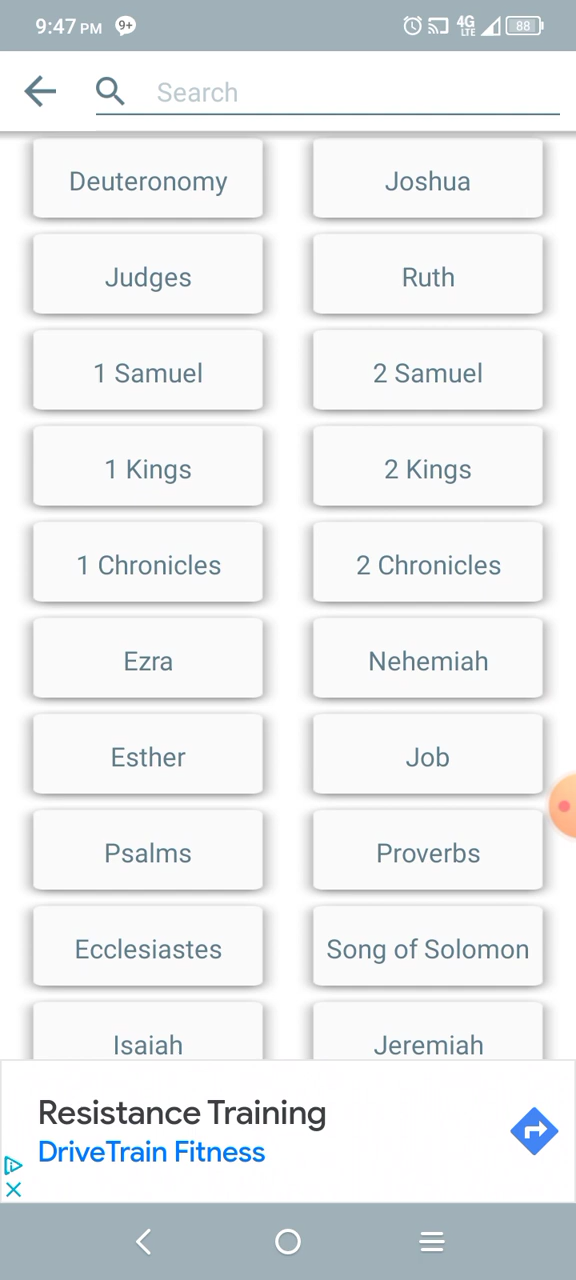 9:47 PM 9+ 4G LTE 88
Search
Deuteronomy Joshua
Judges Ruth
1 Samuel 2 Samuel
1 Kings 2 Kings
1 Chronicles 2 Chronicles
Ezra Nehemiah
Esther Job
Psalms Proverbs
Ecclesiastes Song of Solomon
Isaiah Jeremiah
Resistance Training
DriveTrain Fitness